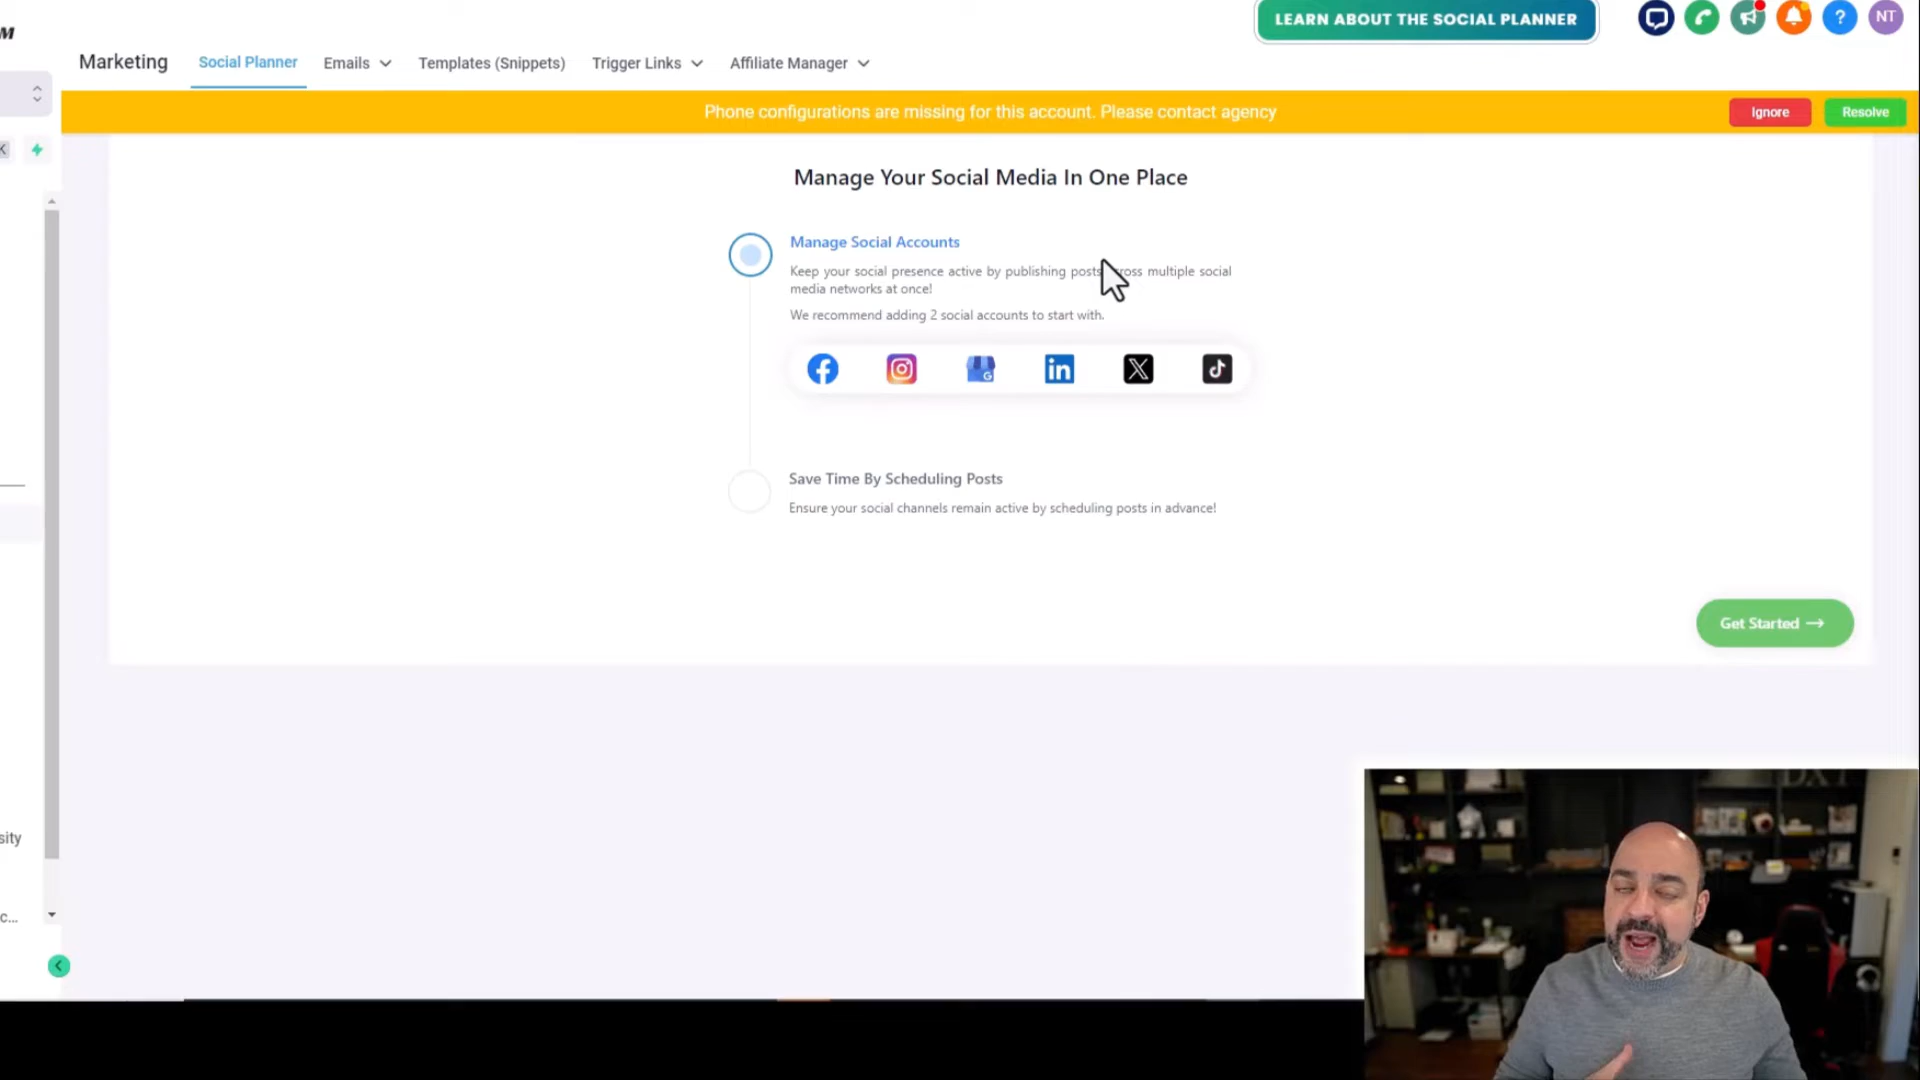 M
LEARN ABOUT THE SOCIAL PLANNER
NT
Marketing
Social Planner
Emails
Templates (Snippets)
Trigger Links
Affiliate Manager
Phone configurations are missing for this account. Please contact agency
Ignore
Resolve
K
Manage Your Social Media In One Place
Manage Social Accounts
Keep your social presence active by publishing posts cross multiple social
media networks at once!
We recommend adding 2 social accounts to start with.
Save Time By Scheduling Posts
Ensure your social channels remain active by scheduling posts in advance!
Get Started →
sity
c...